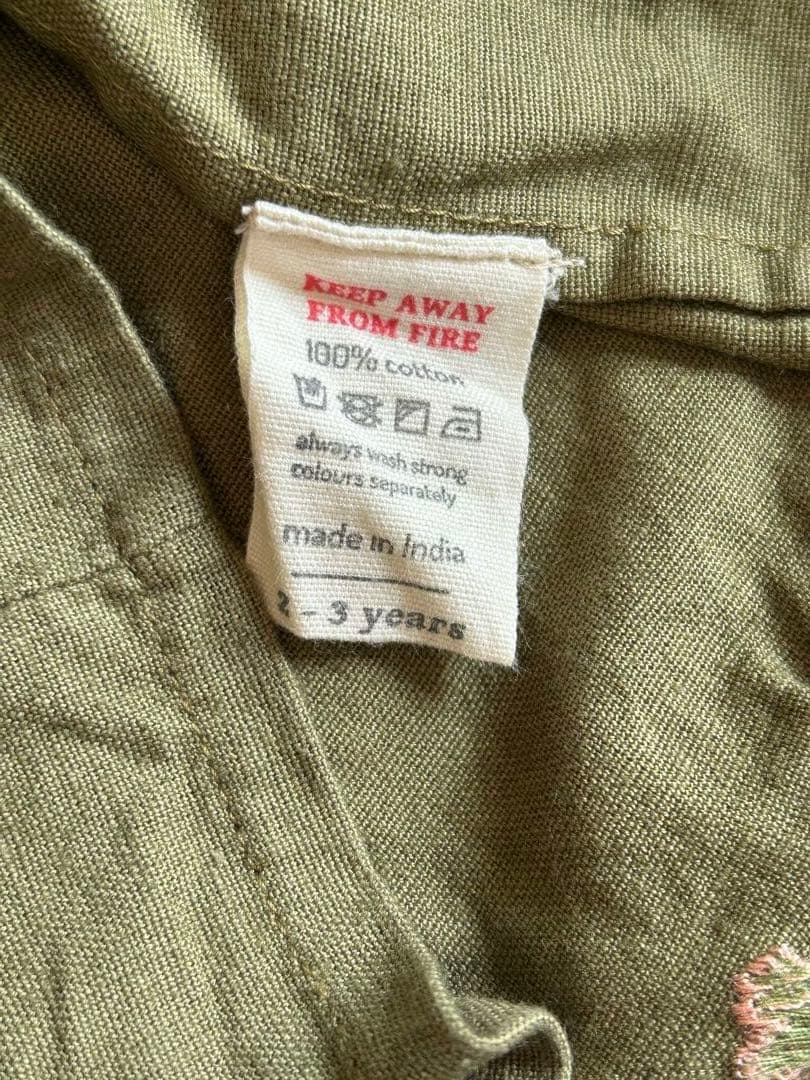 KEEP AWAY
FROM FIRE
100% cotton
always wash strong
colours separately
made in India
2 - 3 years